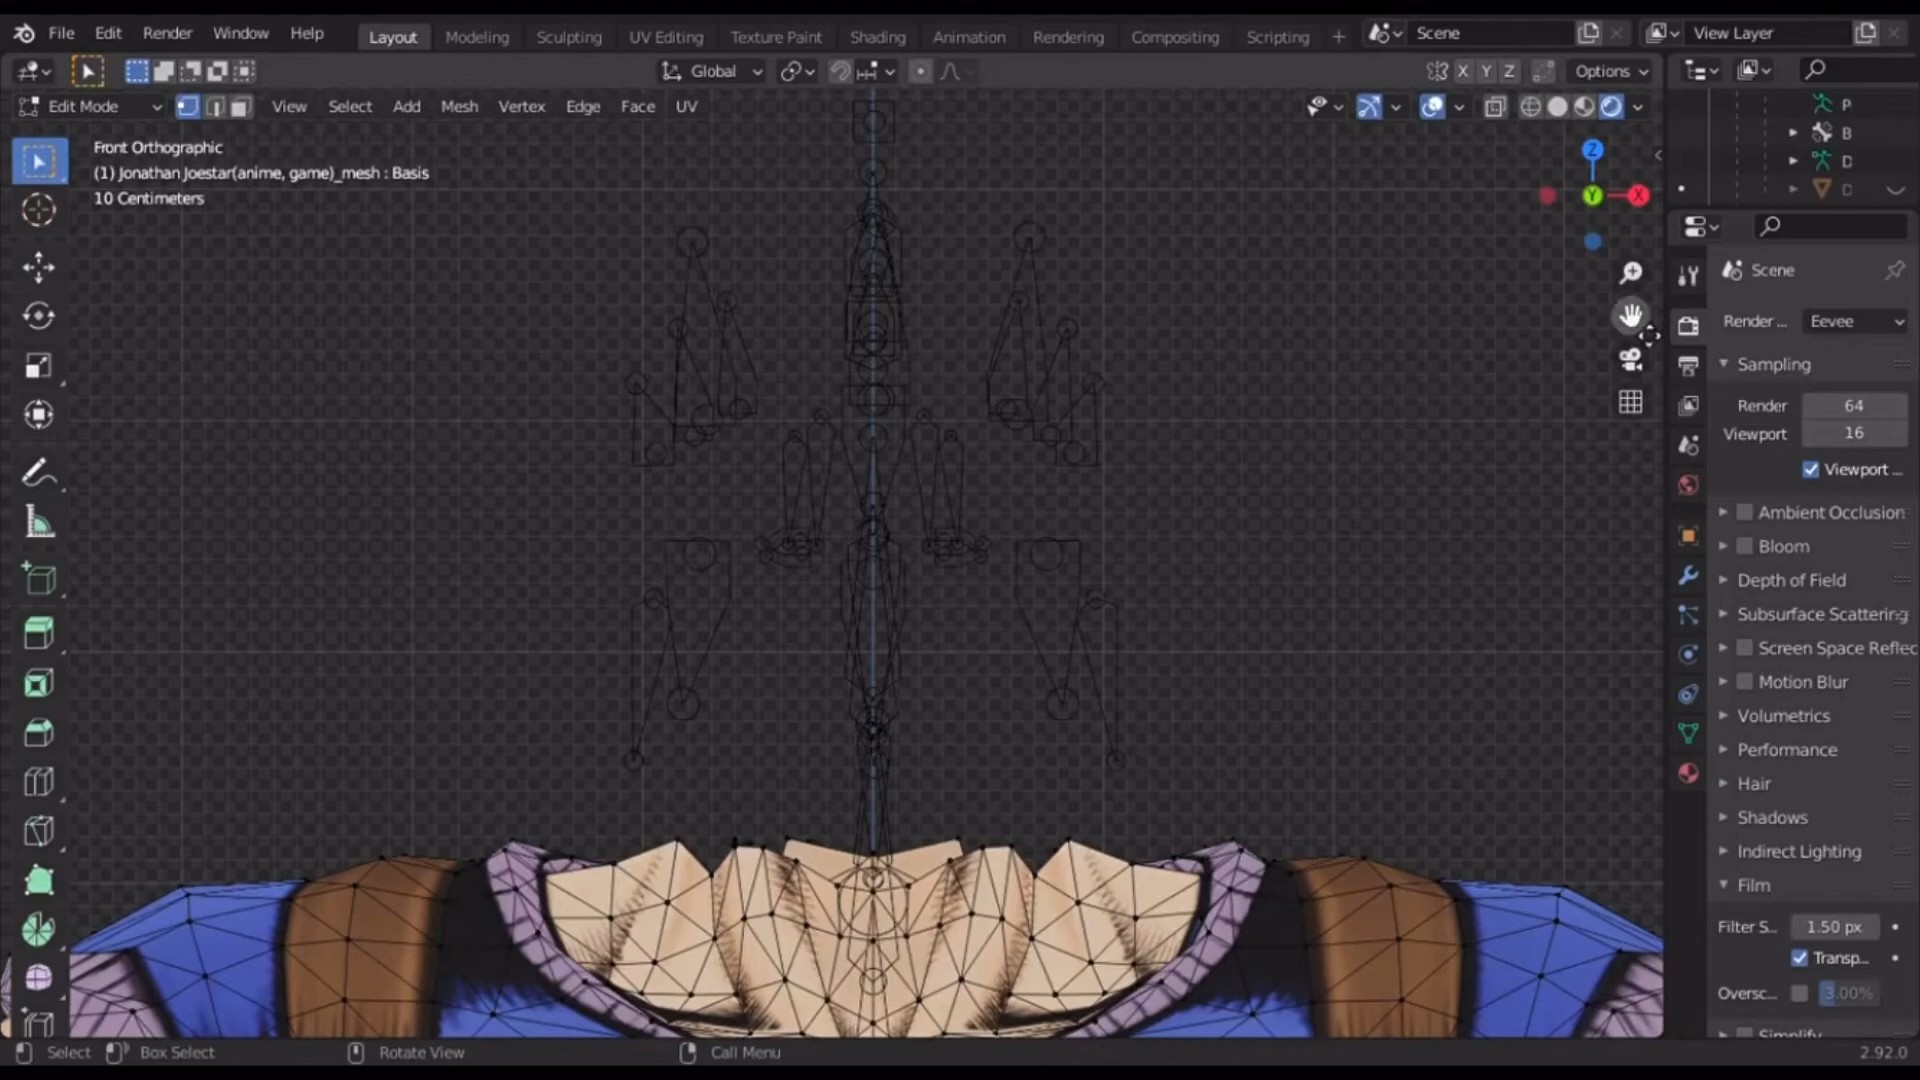 File Edit Render Window Help Layout Modeling Sculpting UV Editing Texture Paint Shading Animation Rendering Compositing Scripting + Scene View Layer
Global X Y Z Options
Edit Mode View Select Add Mesh Vertex Edge Face UV
P
B
D
D
Front Orthographic
(1) Jonathan Joestar(anime, game)_mesh : Basis
10 Centimeters
Z
Y
X
Scene
Render ... Eevee
Sampling
Render 64
Viewport 16
Viewport ...
Ambient Occlusion
Bloom
Depth of Field
Subsurface Scattering
Screen Space Reflec
Motion Blur
Volumetrics
Performance
Hair
Shadows
Indirect Lighting
Film
Filter S... 1.50 px
Transp...
Oversc... 3.00%
Simplify
Select Box Select Rotate View Call Menu 2.92.0